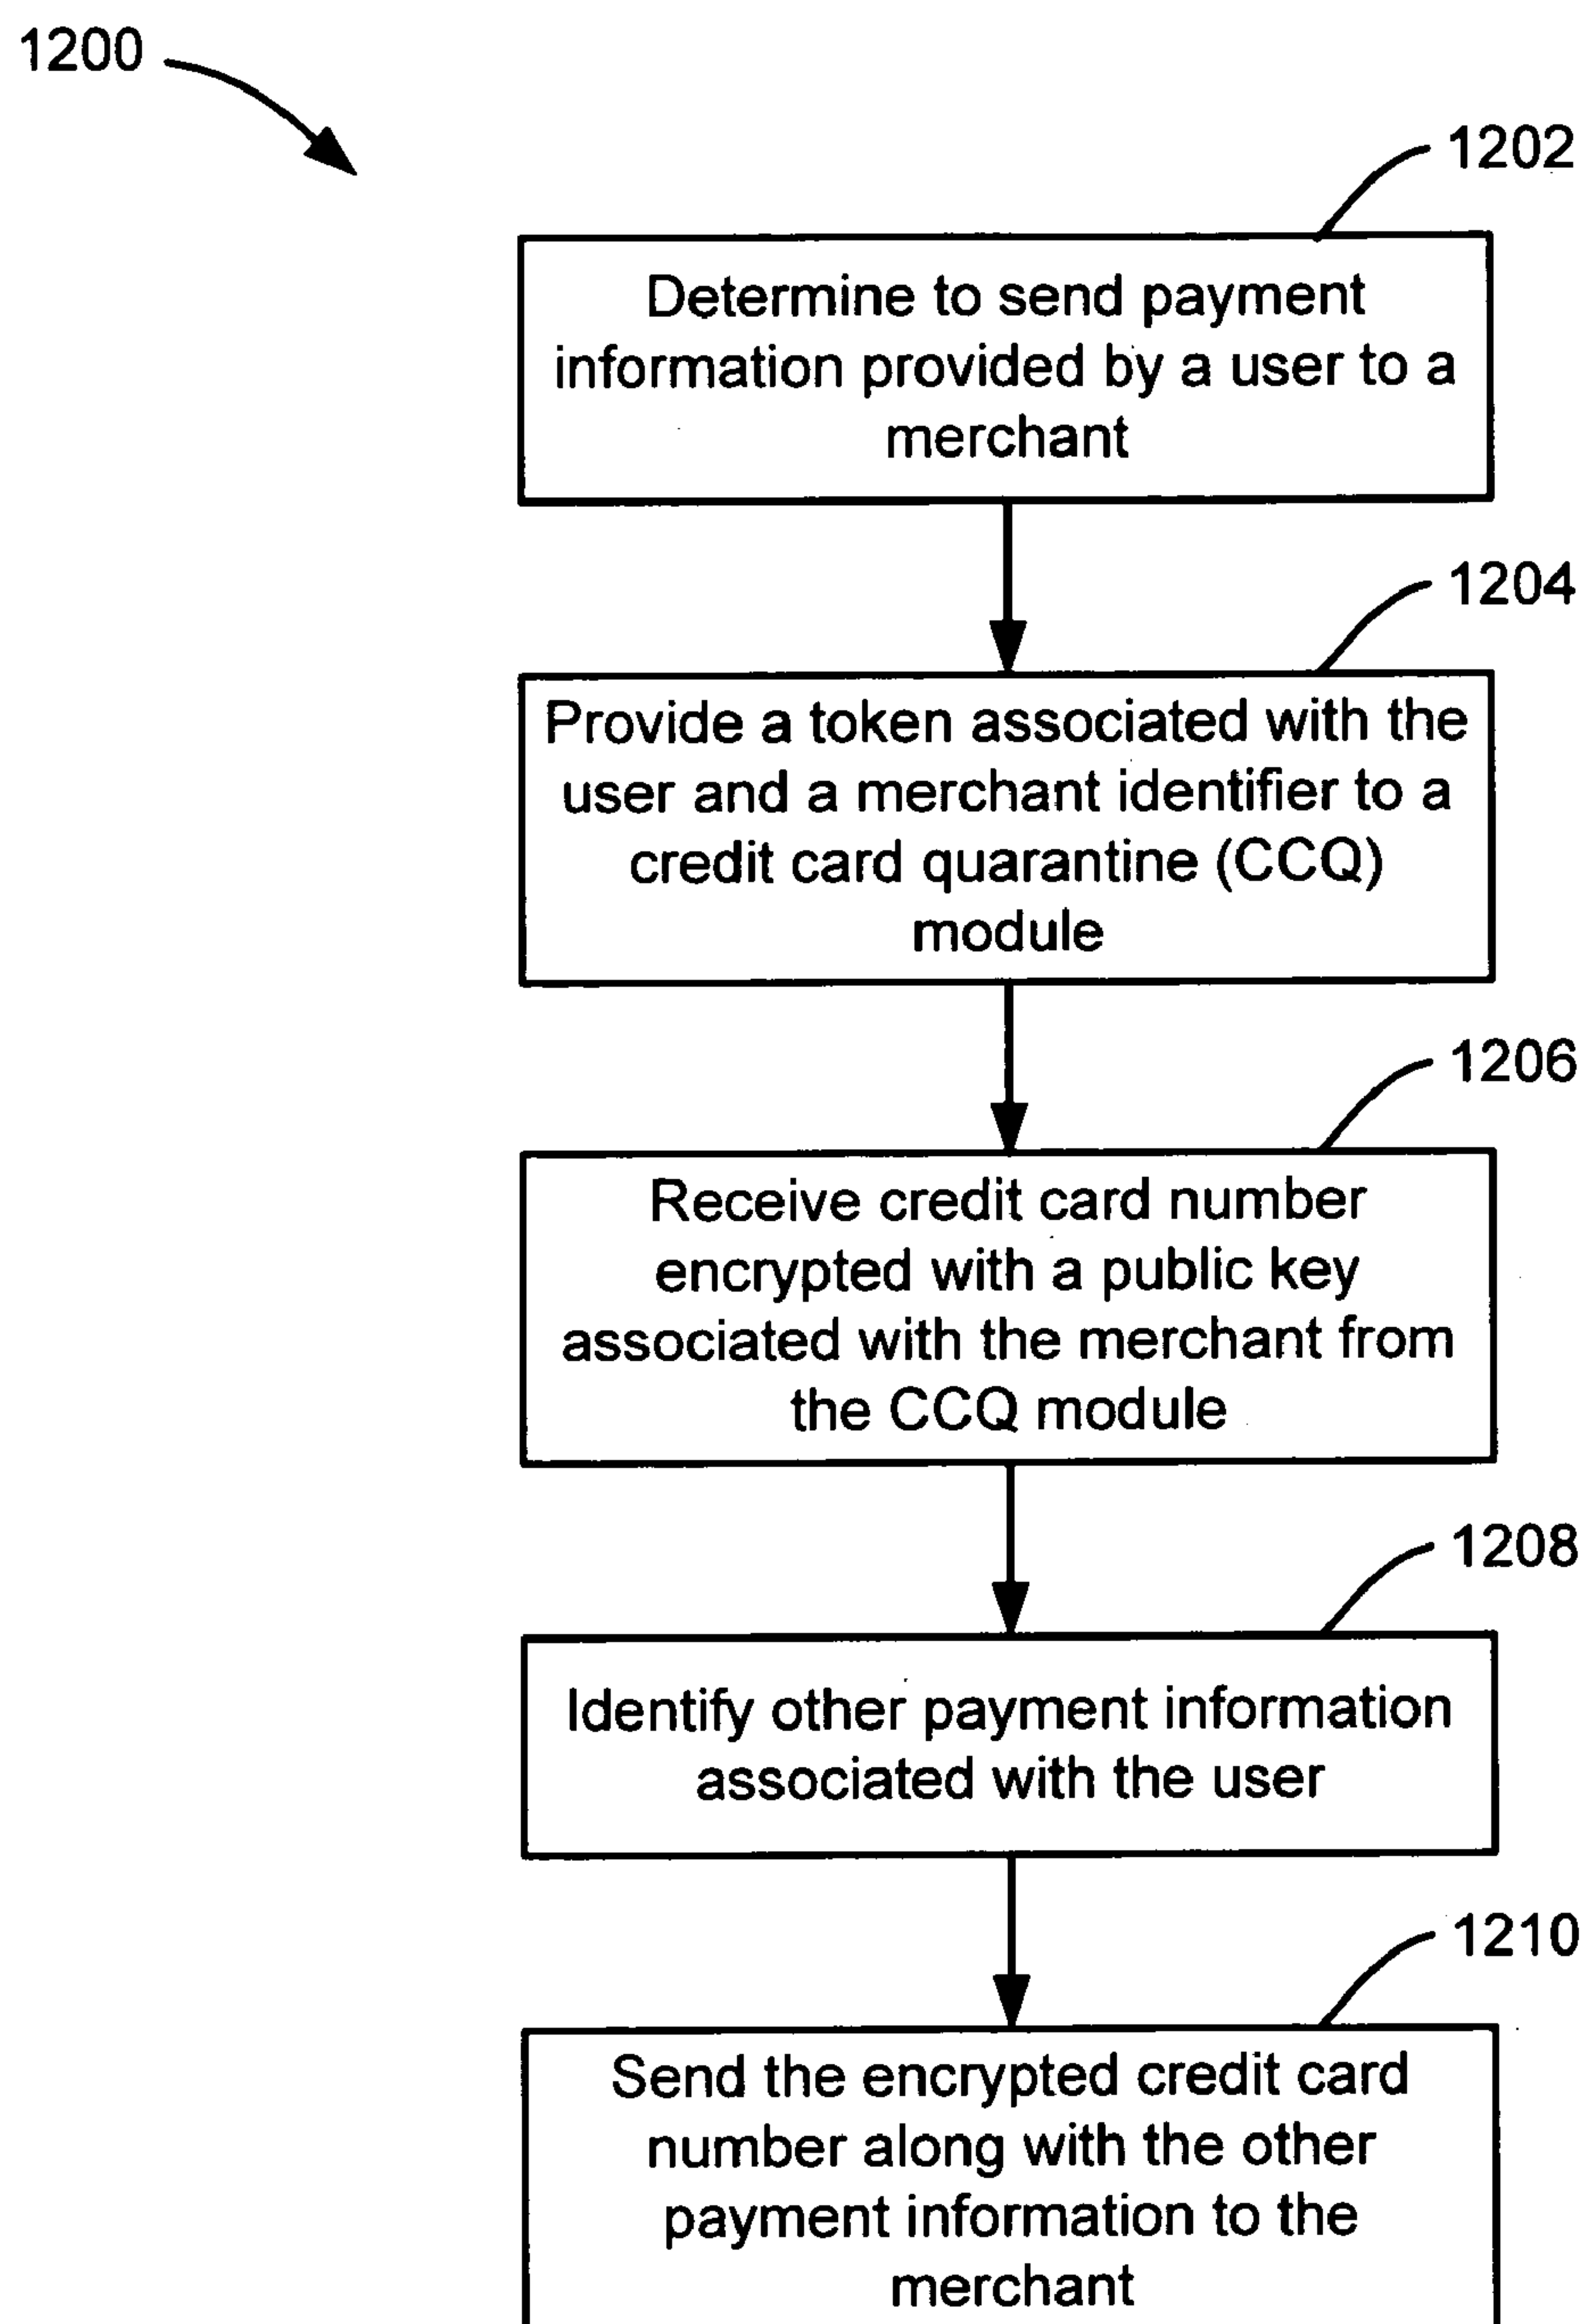 1200
1202
Determine to send payment
information provided by a user to a
merchant
1204
Provide a token associated with the
user and a merchant identifier to a
credit card quarantine (CCQ)
module
1206
Receive credit card number
encrypted with a public key
associated with the merchant from
the CCQ module
1208
Identify other payment information
associated with the user
1210
Send the encrypted credit card
number along with the other
payment information to the
merchant